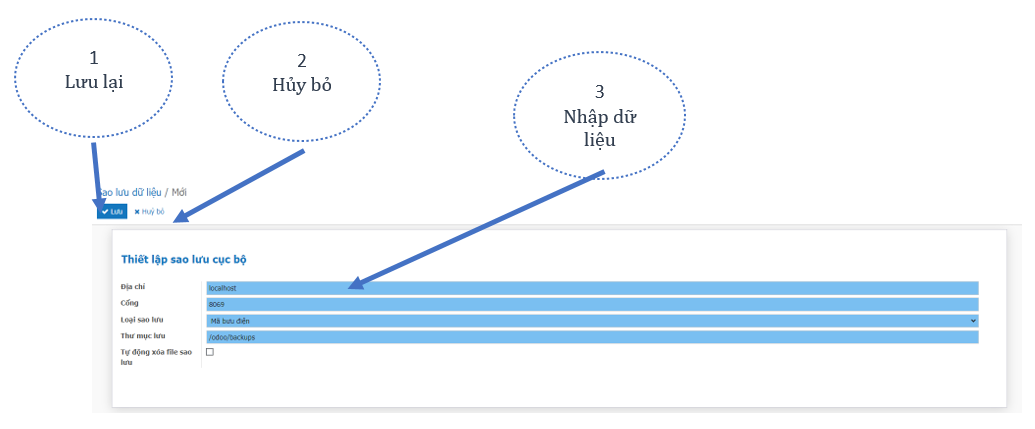 1
Lưu lại
2
Hủy bỏ
3
Nhập dữ
liệu
Sao lưu dữ liệu / Mới
Lưu
Huỷ bỏ
Thiết lập sao lưu cục bộ
Địa chỉ
localhost
Cổng
8069
Loại sao lưu
Mã bưu điện
Thư mục lưu
/odoo/backups
Tự động xóa file sao
lưu